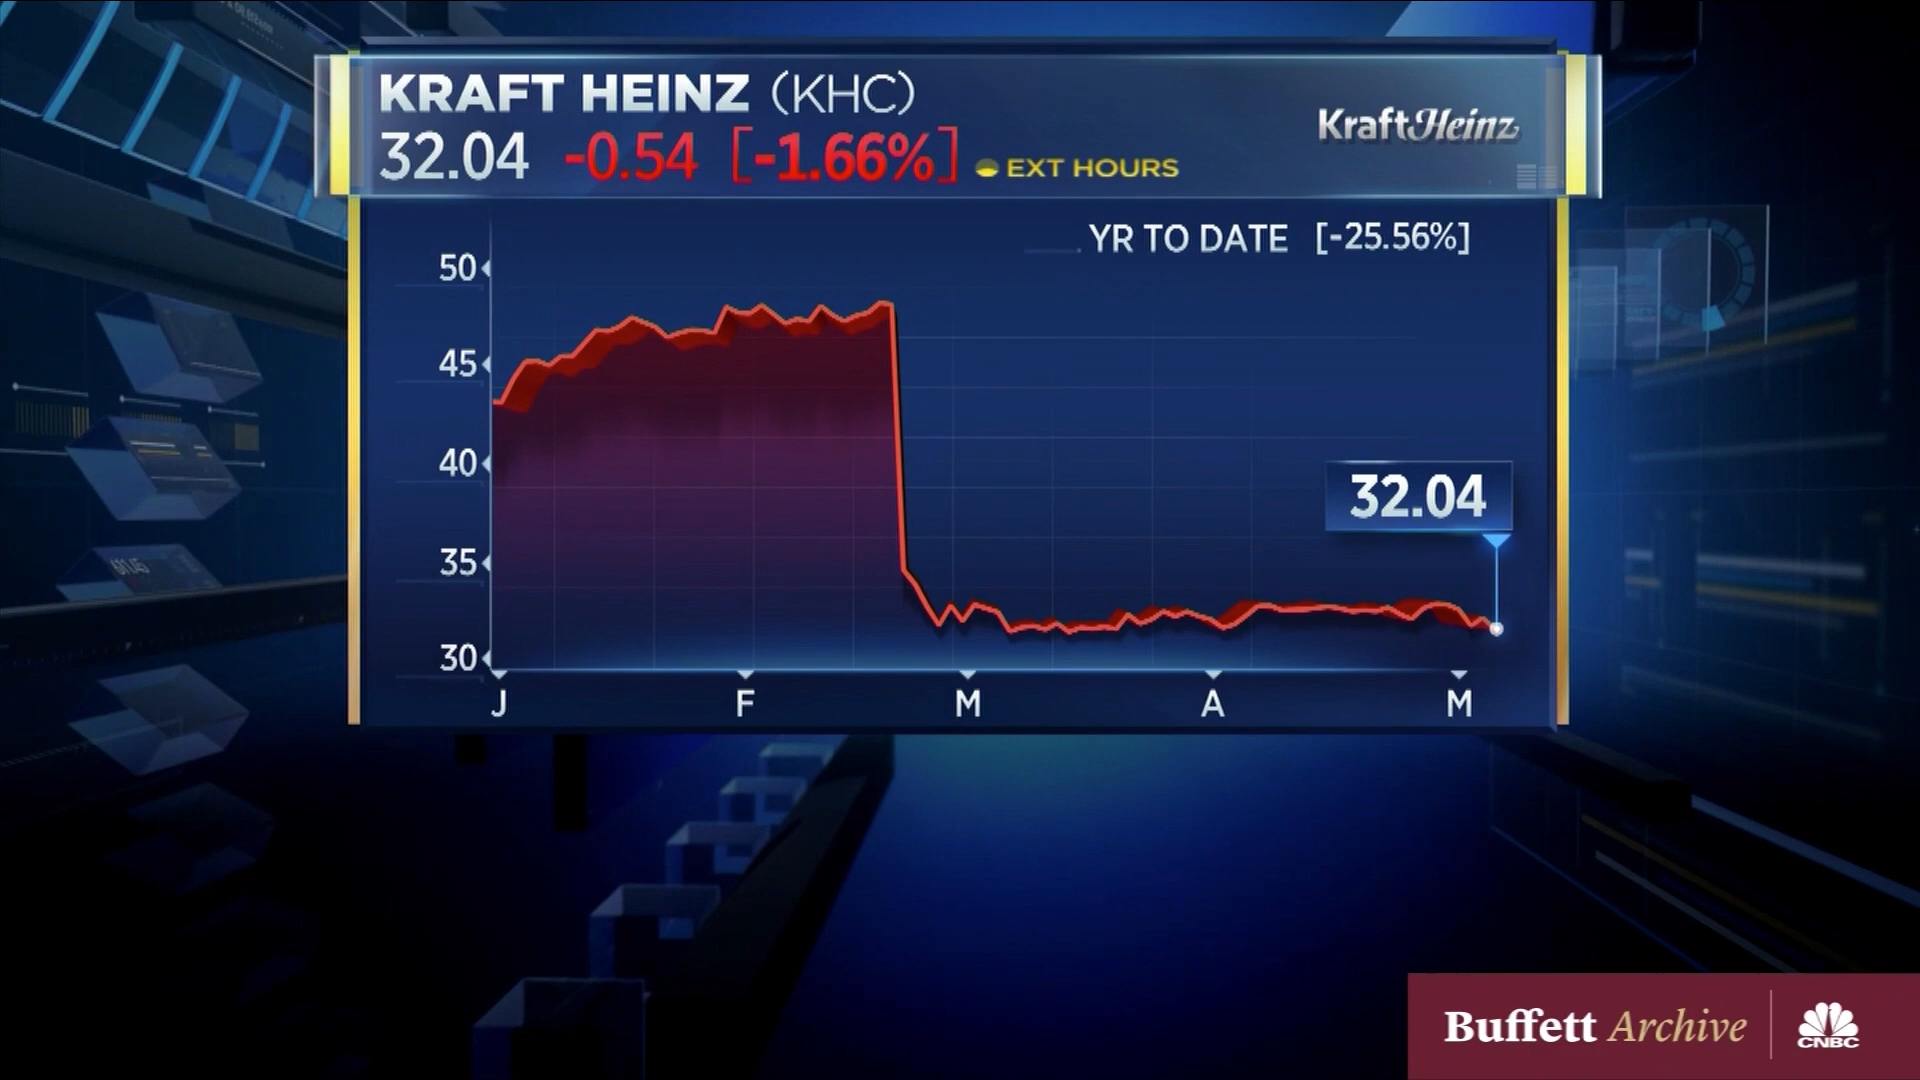 KRAFT HEINZ (KHC)
32.04 -0.54 [-1.66%] EXT HOURS
KraftHeinz
YR TO DATE [-25.56%]
50
45
40
35
30
32.04
J F M A M
Buffett Archive
CNBC